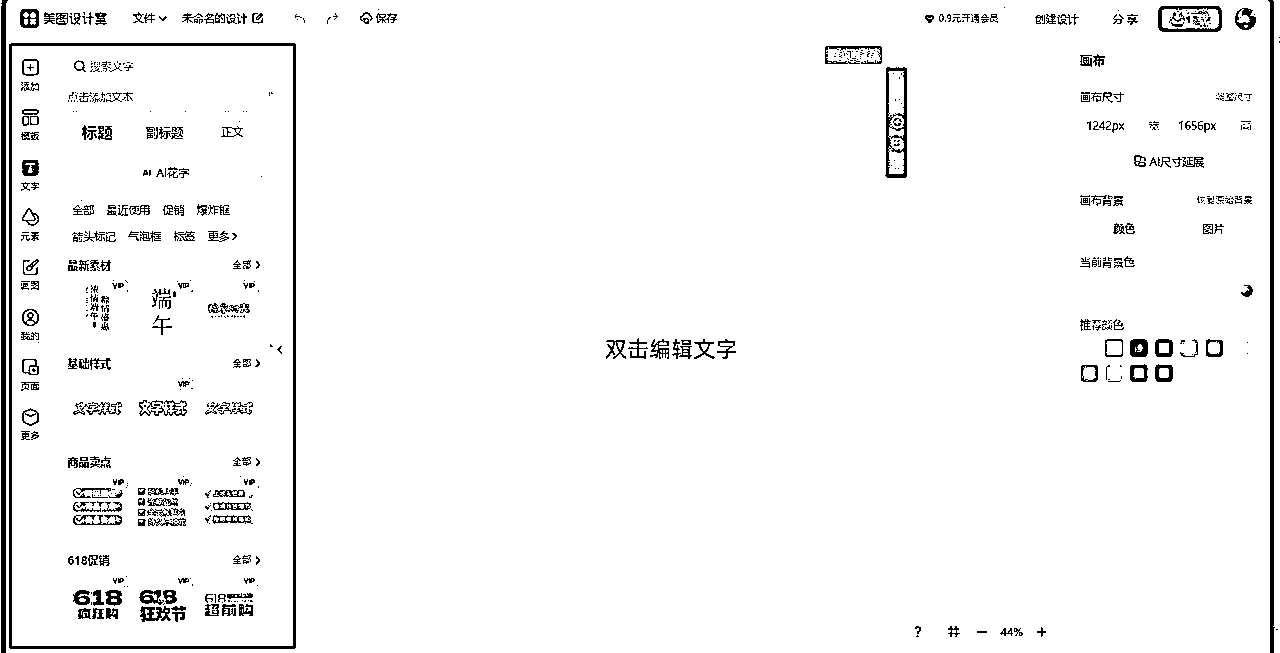 美图设计室 文件 未命名的设计 保存 0.9元开通会员 创建设计 分享
添加
模板
文字
元素
画图
我的
页面
更多
搜索文字
点击添加文本
标题 副标题 正文
AI AI花字
全部 最近使用 促销 爆炸框
箭头标记 气泡框 标签 更多
最新素材 全部
VIP VIP VIP
端午
基础样式 全部
VIP
文字样式 文字样式 文字样式
商品卖点 全部
VIP VIP VIP
618促销 全部
VIP VIP VIP
618 618 618
疯狂购 狂欢节 超前购
双击编辑文字
画布
画布尺寸 调整尺寸
1242px 宽 1656px 高
AI尺寸延展
画布背景
颜色 图片
当前背景色
推荐颜色
? 44%